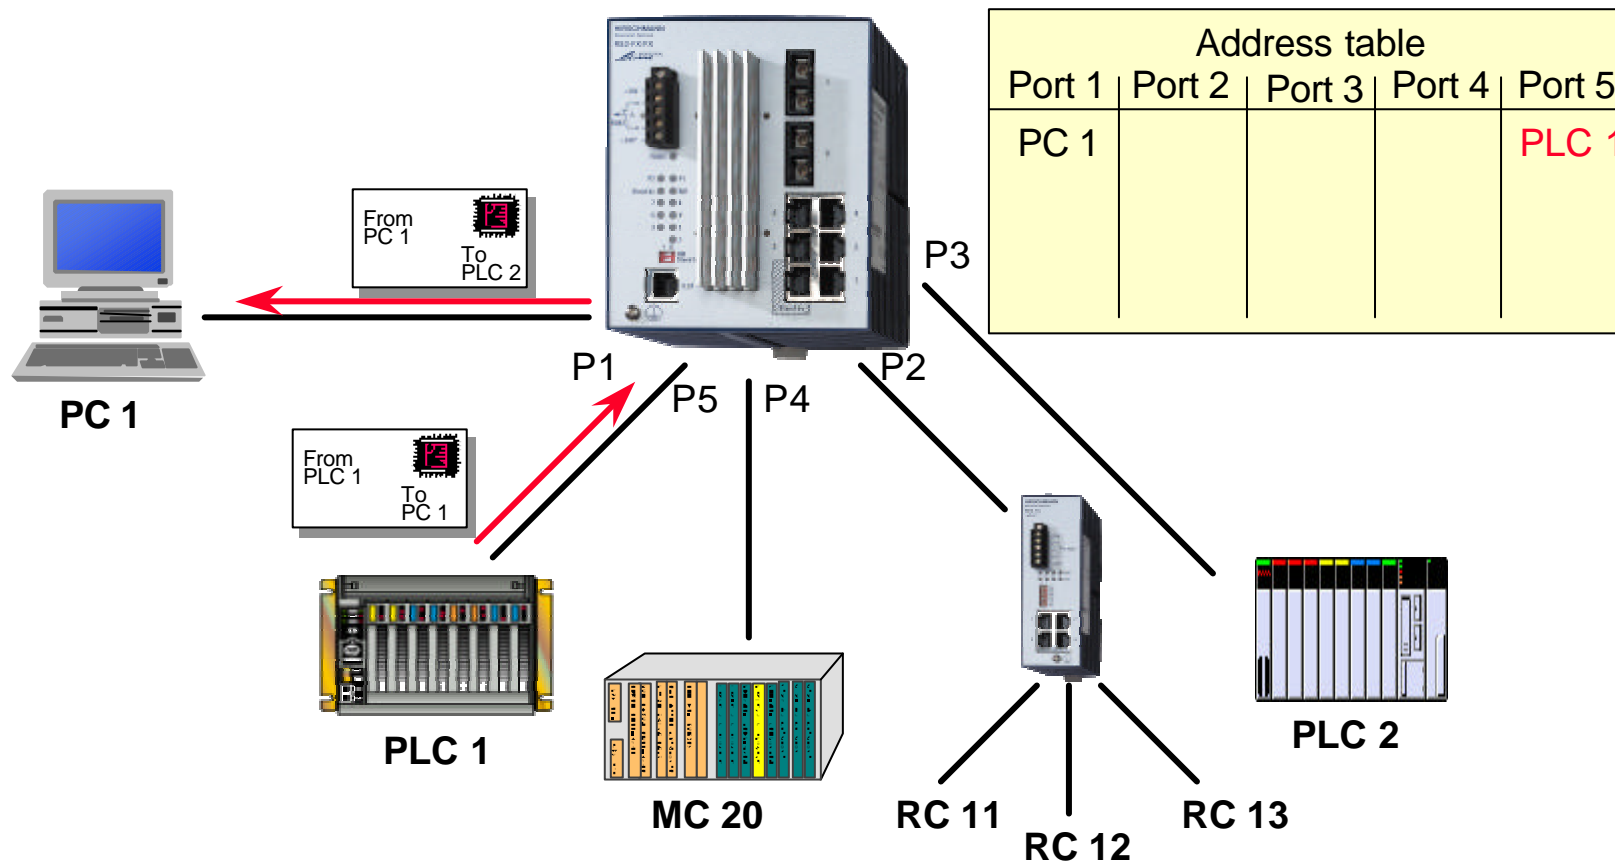 HIRSCHMANN
Address table
Port 1 Port 2 Port 3 Port 4 Port 5
PC 1 PLC 1
From
PC 1
To
PLC 2
P3
P1
P2
P5
P4
PC 1
From
PLC 1
To
PC 1
PLC 1
MC 20
PLC 2
RC 11
RC 12
RC 13